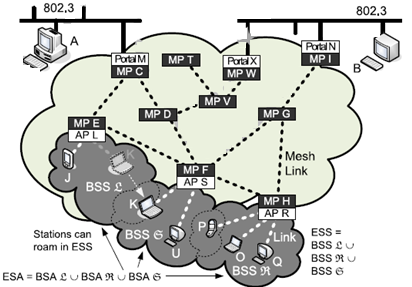 802,3
802,3
A
B
Portal M
MP C
MP T
Portal X
MP W
Portal N
MP I
MP V
MP D
MP G
MP E
AP L
Mesh
Link
K
J
BSS 𝔏
MP F
AP S
K
MP H
AP R
Stations can
roam in ESS
BSS 𝔖
U
P
Link
O
Q
BSS ℜ
ESS =
BSS 𝔏 ∪
BSS ℜ ∪
BSS 𝔖
ESA = BSA 𝔏 ∪ BSA ℜ ∪ BSA 𝔖